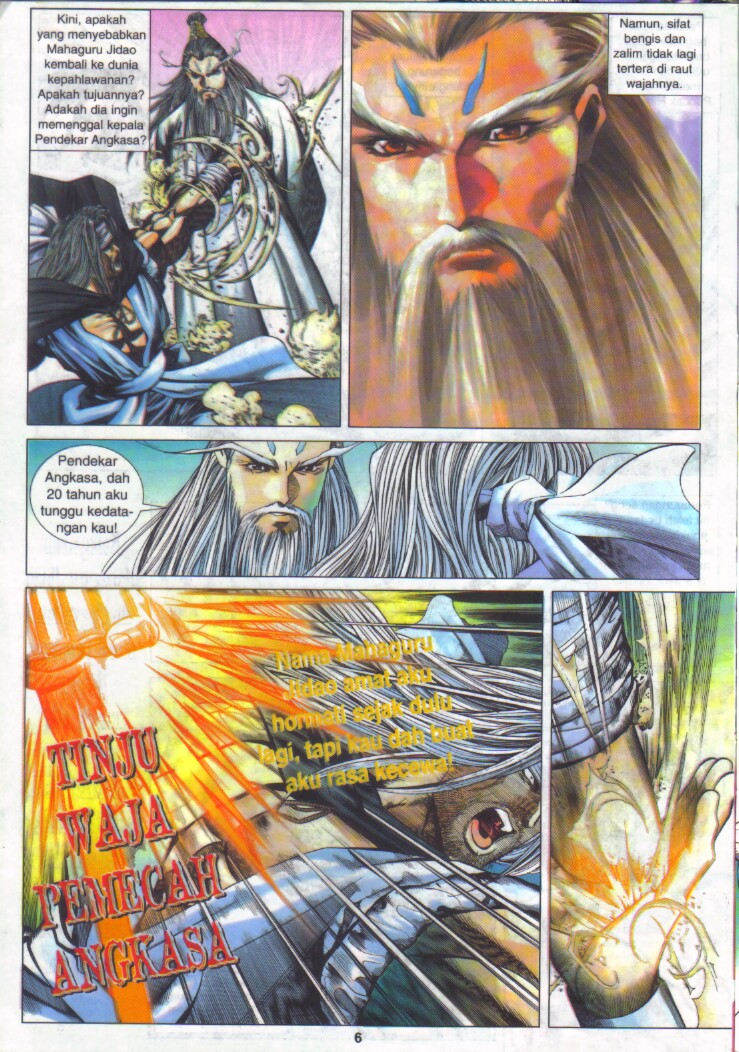 Kini, apakah
yang menyebabkan
Mahaguru Jidao
kembali ke dunia
kepahlawanan?
Apakah tujuannya?
Adakah dia ingin
memenggal kepala
Pendekar Angkasa?
Namun, sifat
bengis dan
zalim tidak lagi
tertera di raut
wajahnya.
Pendekar
Angkasa, dah
20 tahun aku
tunggu kedata-
ngan kau!
Nama Mahaguru
Jidao amat aku
hormati sejak dulu
lagi, tapi kau dah buat
aku rasa kecewa!
TINJU
WAJA
PEMECAH
ANGKASA
6